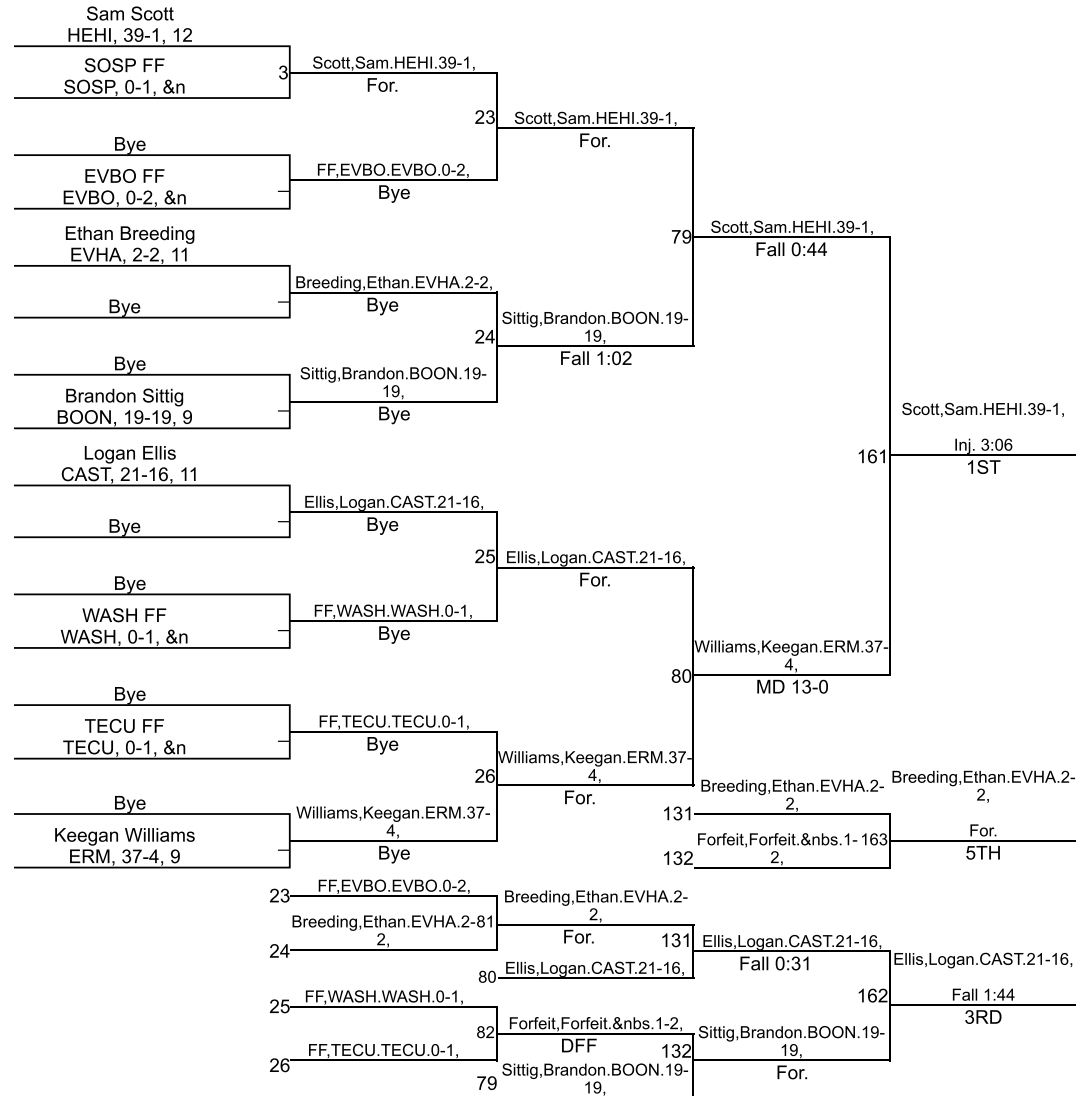 Sam Scott
HEHI, 39-1, 12
SOSP FF
SOSP, 0-1, &n
3
Scott,Sam.HEHI.39-1,
For.
Bye
EVBO FF
EVBO, 0-2, &n
FF,EVBO.EVBO.0-2,
Bye
23
Scott,Sam.HEHI.39-1,
For.
Ethan Breeding
EVHA, 2-2, 11
Bye
Breeding,Ethan.EVHA.2-2,
Bye
Bye
Brandon Sittig
BOON, 19-19, 9
Sittig,Brandon.BOON.19-
19,
Bye
24
Sittig,Brandon.BOON.19-
19,
Fall 1:02
79
Scott,Sam.HEHI.39-1,
Fall 0:44
Logan Ellis
CAST, 21-16, 11
Bye
Ellis,Logan.CAST.21-16,
Bye
Bye
WASH FF
WASH, 0-1, &n
FF,WASH.WASH.0-1,
Bye
25
Ellis,Logan.CAST.21-16,
For.
Bye
TECU FF
TECU, 0-1, &n
FF,TECU.TECU.0-1,
Bye
Bye
Keegan Williams
ERM, 37-4, 9
Williams,Keegan.ERM.37-
4,
Bye
26
Williams,Keegan.ERM.37-
4,
For.
80
Williams,Keegan.ERM.37-
4,
MD 13-0
161
Scott,Sam.HEHI.39-1,
Inj. 3:06
1ST
131
Breeding,Ethan.EVHA.2-
2,
132
Forfeit,Forfeit.&nbs.1-
2,
163
Breeding,Ethan.EVHA.2-
2,
For.
5TH
23
FF,EVBO.EVBO.0-2,
24
Breeding,Ethan.EVHA.2-
2,
81
Breeding,Ethan.EVHA.2-
2,
For.
80
Ellis,Logan.CAST.21-16,
131
Ellis,Logan.CAST.21-16,
Fall 0:31
25
FF,WASH.WASH.0-1,
26
FF,TECU.TECU.0-1,
82
Forfeit,Forfeit.&nbs.1-2,
DFF
79
Sittig,Brandon.BOON.19-
19,
132
Sittig,Brandon.BOON.19-
19,
For.
162
Ellis,Logan.CAST.21-16,
Fall 1:44
3RD